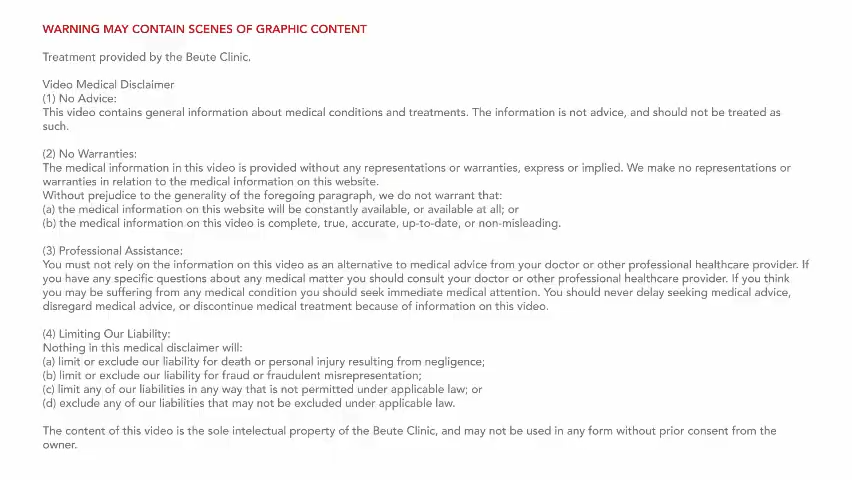 WARNING MAY CONTAIN SCENES OF GRAPHIC CONTENT
Treatment provided by the Beute Clinic.
Video Medical Disclaimer
(1) No Advice:
This video contains general information about medical conditions and treatments. The information is not advice, and should not be treated as
such.
(2) No Warranties:
The medical information in this video is provided without any representations or warranties, express or implied. We make no representations or
warranties in relation to the medical information on this website.
Without prejudice to the generality of the foregoing paragraph, we do not warrant that:
(a) the medical information on this website will be constantly available, or available at all; or
(b) the medical information on this video is complete, true, accurate, up-to-date, or non-misleading.
(3) Professional Assistance:
You must not rely on the information on this video as an alternative to medical advice from your doctor or other professional healthcare provider. If
you have any specific questions about any medical matter you should consult your doctor or other professional healthcare provider. If you think
you may be suffering from any medical condition you should seek immediate medical attention. You should never delay seeking medical advice,
disregard medical advice, or discontinue medical treatment because of information on this video.
(4) Limiting Our Liability:
Nothing in this medical disclaimer will:
(a) limit or exclude our liability for death or personal injury resulting from negligence;
(b) limit or exclude our liability for fraud or fraudulent misrepresentation;
(c) limit any of our liabilities in any way that is not permitted under applicable law; or
(d) exclude any of our liabilities that may not be excluded under applicable law.
The content of this video is the sole intelectual property of the Beute Clinic, and may not be used in any form without prior consent from the
owner.